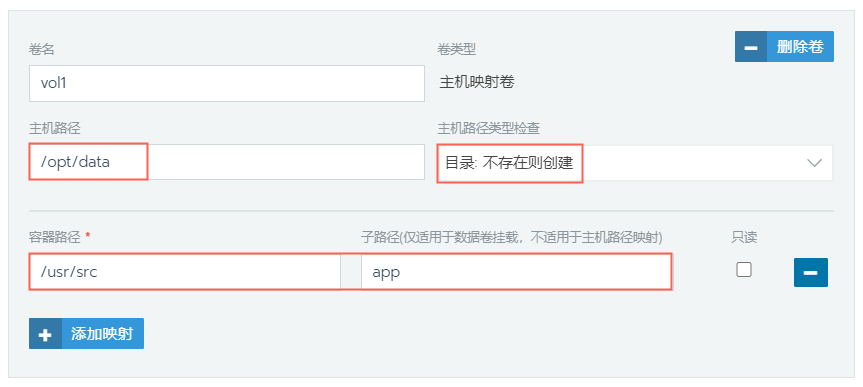 卷名 卷类型 删除卷
vol1 主机映射卷
主机路径 主机路径类型检查
/opt/data 目录: 不存在则创建
容器路径 * 子路径(仅适用于数据卷挂载，不适用于主机路径映射) 只读
/usr/src app
添加映射